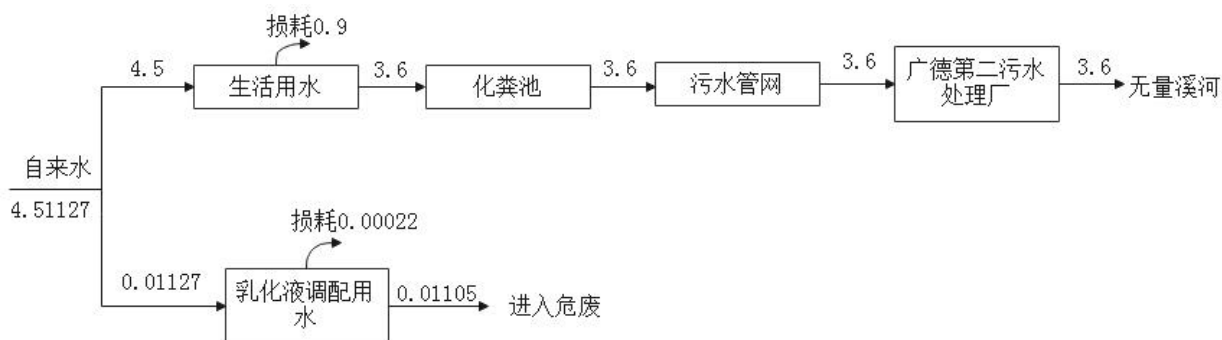 损耗0.9
4.5
生活用水
3.6
化粪池
3.6
污水管网
3.6
广德第二污水
处理厂
3.6
无量溪河
自来水
4.51127
损耗0.00022
0.01127
乳化液调配用
水
0.01105
进入危废